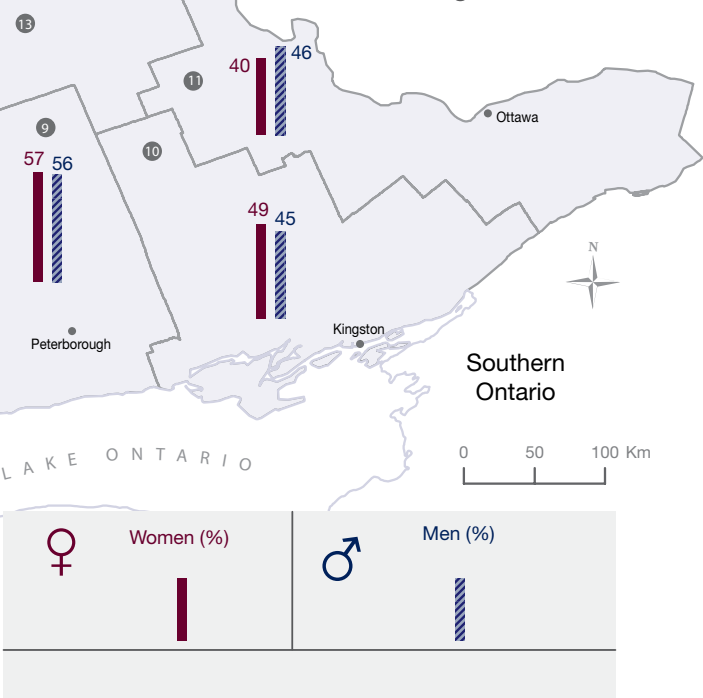 13
11
40
46
Ottawa
9
10
57
56
49
45
N
Peterborough
Kingston
Southern
Ontario
0 50 100 Km
LAKE ONTARIO
Women (%)
Men (%)